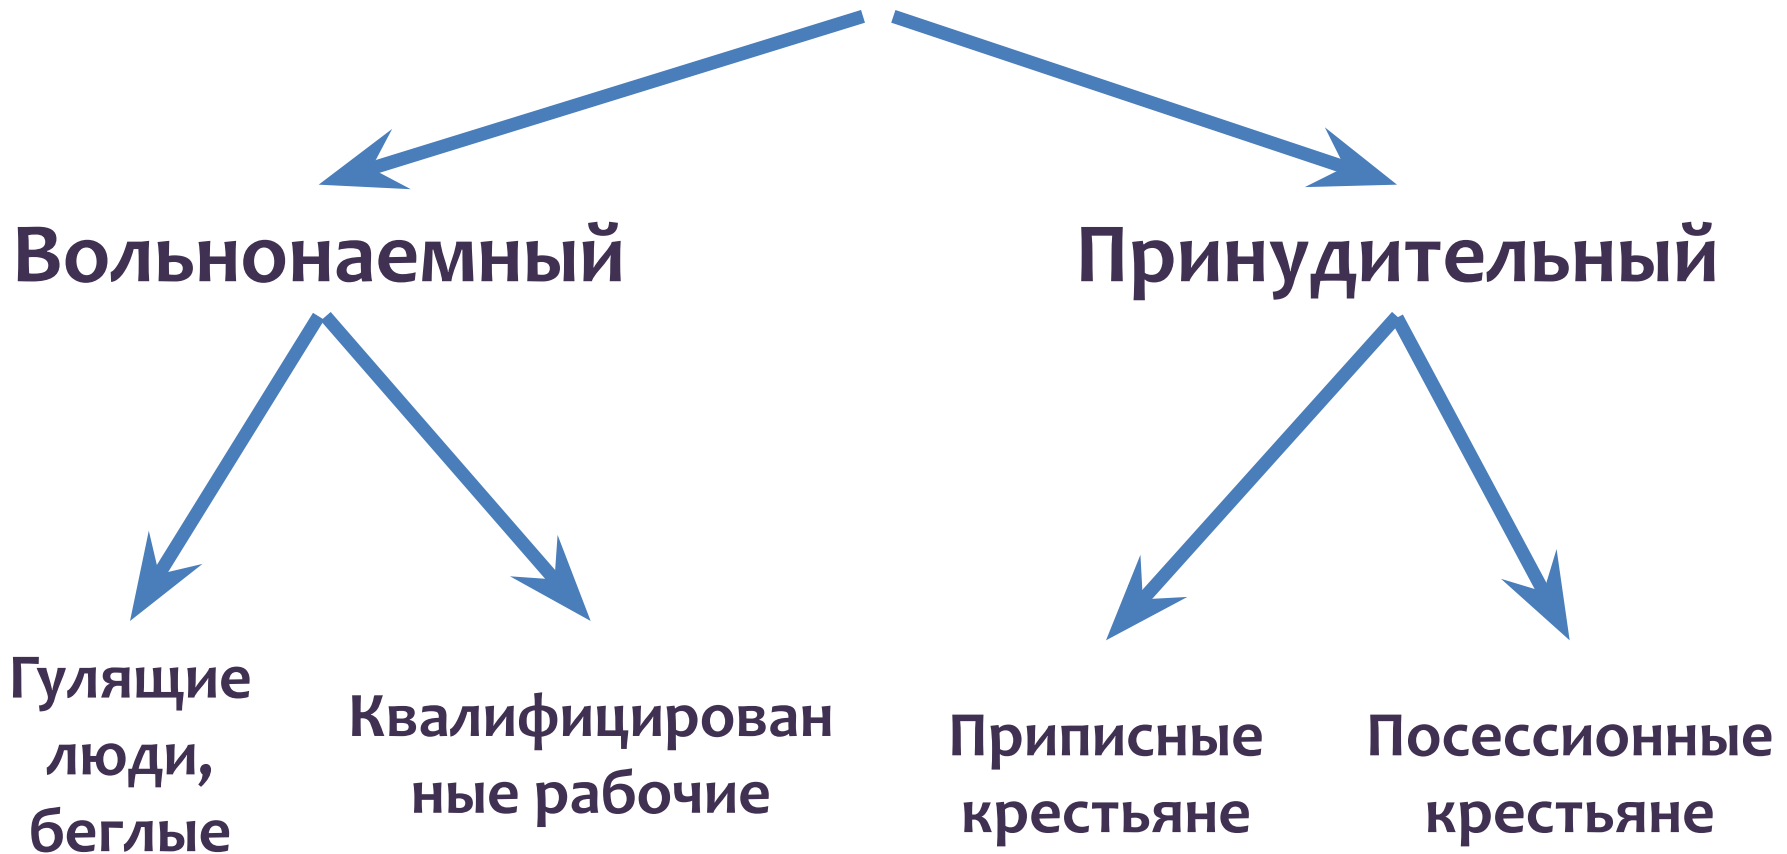 Вольнонаемный
Принудительный
Гулящие
люди,
беглые
Квалифицирован
ные рабочие
Приписные
крестьяне
Посессионные
крестьяне